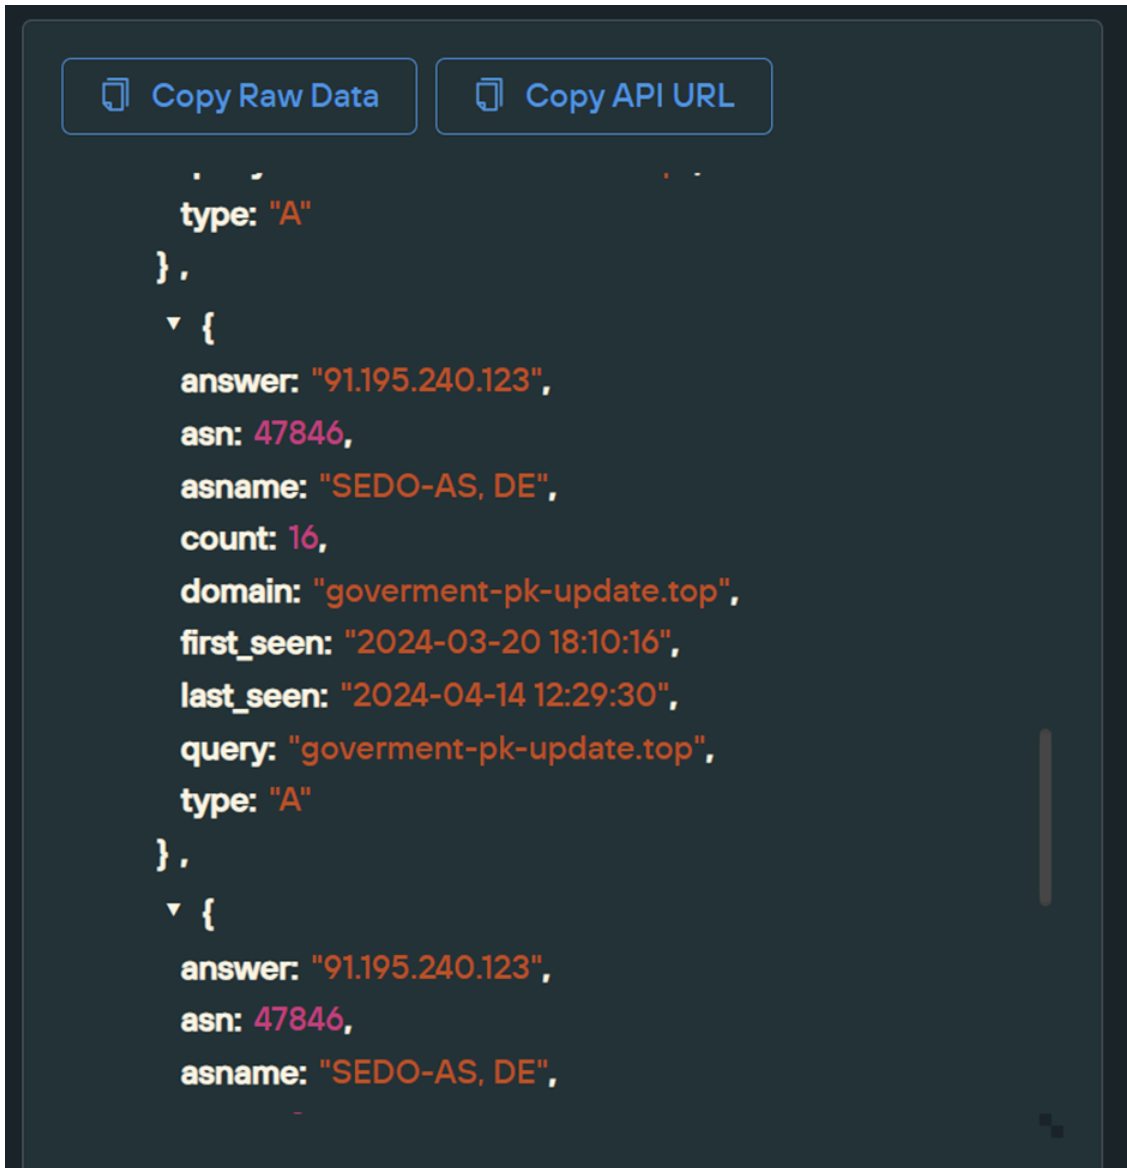 Copy Raw Data
Copy API URL
type: "A"
} ,
▼ {
answer: "91.195.240.123",
asn: 47846,
asname: "SEDO-AS, DE",
count: 16,
domain: "goverment-pk-update.top",
first_seen: "2024-03-20 18:10:16",
last_seen: "2024-04-14 12:29:30",
query: "goverment-pk-update.top",
type: "A"
} ,
▼ {
answer: "91.195.240.123",
asn: 47846,
asname: "SEDO-AS, DE",